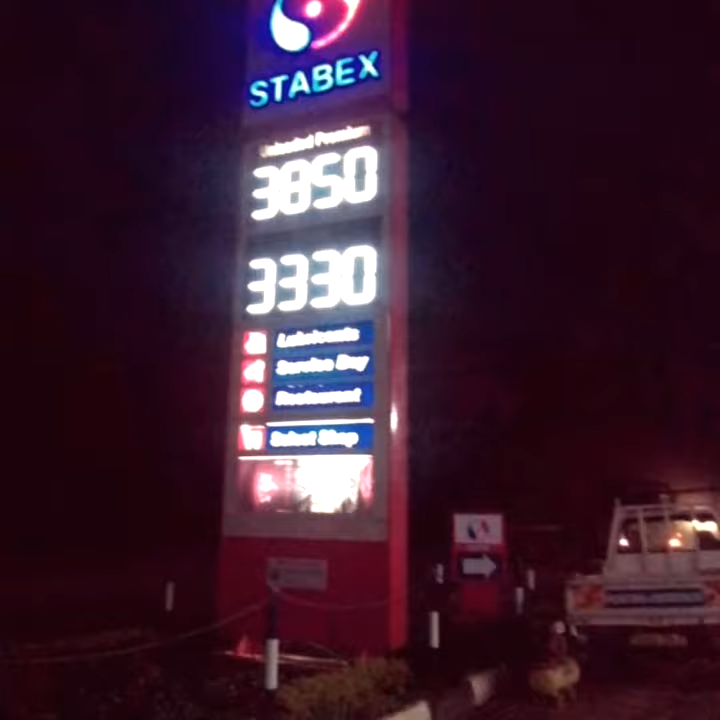 STABEX
Unleaded Premium
3850
3330
Lubricants
Service Bay
Restaurant
Select Shop